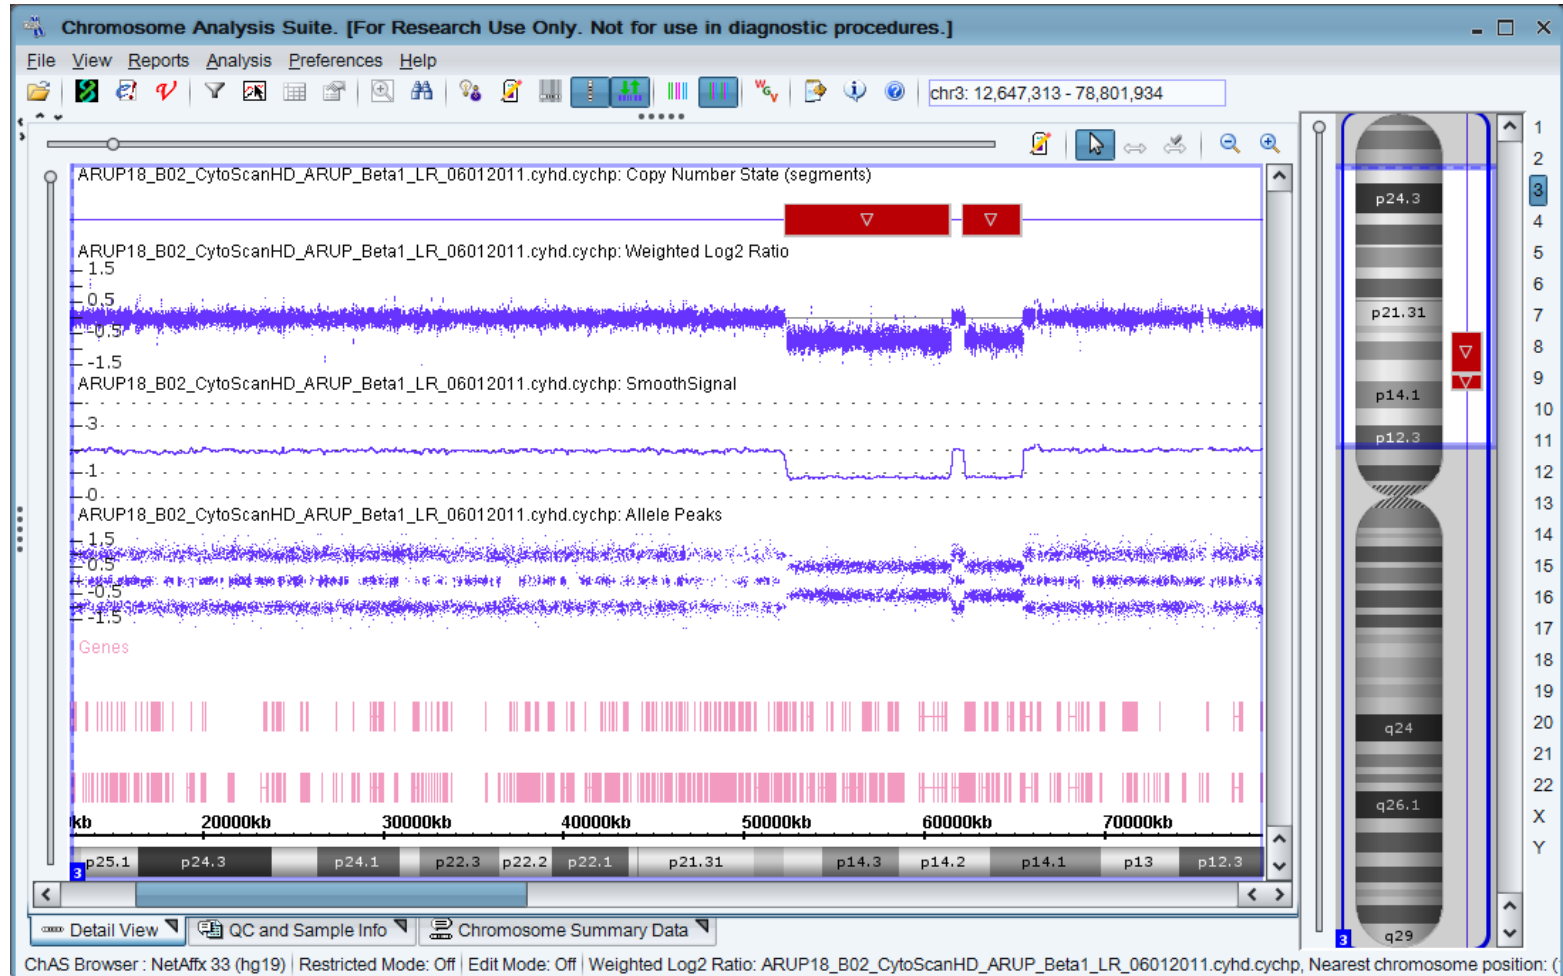 Chromosome Analysis Suite. [For Research Use Only. Not for use in diagnostic procedures.]
File View Reports Analysis Preferences Help
chr3: 12,647,313 - 78,801,934
ARUP18_B02_CytoScanHD_ARUP_Beta1_LR_06012011.cyhd.cychp: Copy Number State (segments)
ARUP18_B02_CytoScanHD_ARUP_Beta1_LR_06012011.cyhd.cychp: Weighted Log2 Ratio
1.5
0.5
-0.5
-1.5
ARUP18_B02_CytoScanHD_ARUP_Beta1_LR_06012011.cyhd.cychp: SmoothSignal
3
1
0
ARUP18_B02_CytoScanHD_ARUP_Beta1_LR_06012011.cyhd.cychp: Allele Peaks
1.5
0.5
-0.5
-1.5
Genes
kb 20000kb 30000kb 40000kb 50000kb 60000kb 70000kb
p25.1 p24.3 p24.1 p22.3 p22.2 p22.1 p21.31 p14.3 p14.2 p14.1 p13 p12.3
3
p24.3
p21.31
p14.1
p12.3
q24
q26.1
q29
3
1
2
3
4
5
6
7
8
9
10
11
12
13
14
15
16
17
18
19
20
21
22
X
Y
Detail View QC and Sample Info Chromosome Summary Data
ChAS Browser : NetAffx 33 (hg19) Restricted Mode: Off Edit Mode: Off Weighted Log2 Ratio: ARUP18_B02_CytoScanHD_ARUP_Beta1_LR_06012011.cyhd.cychp, Nearest chromosome position: (